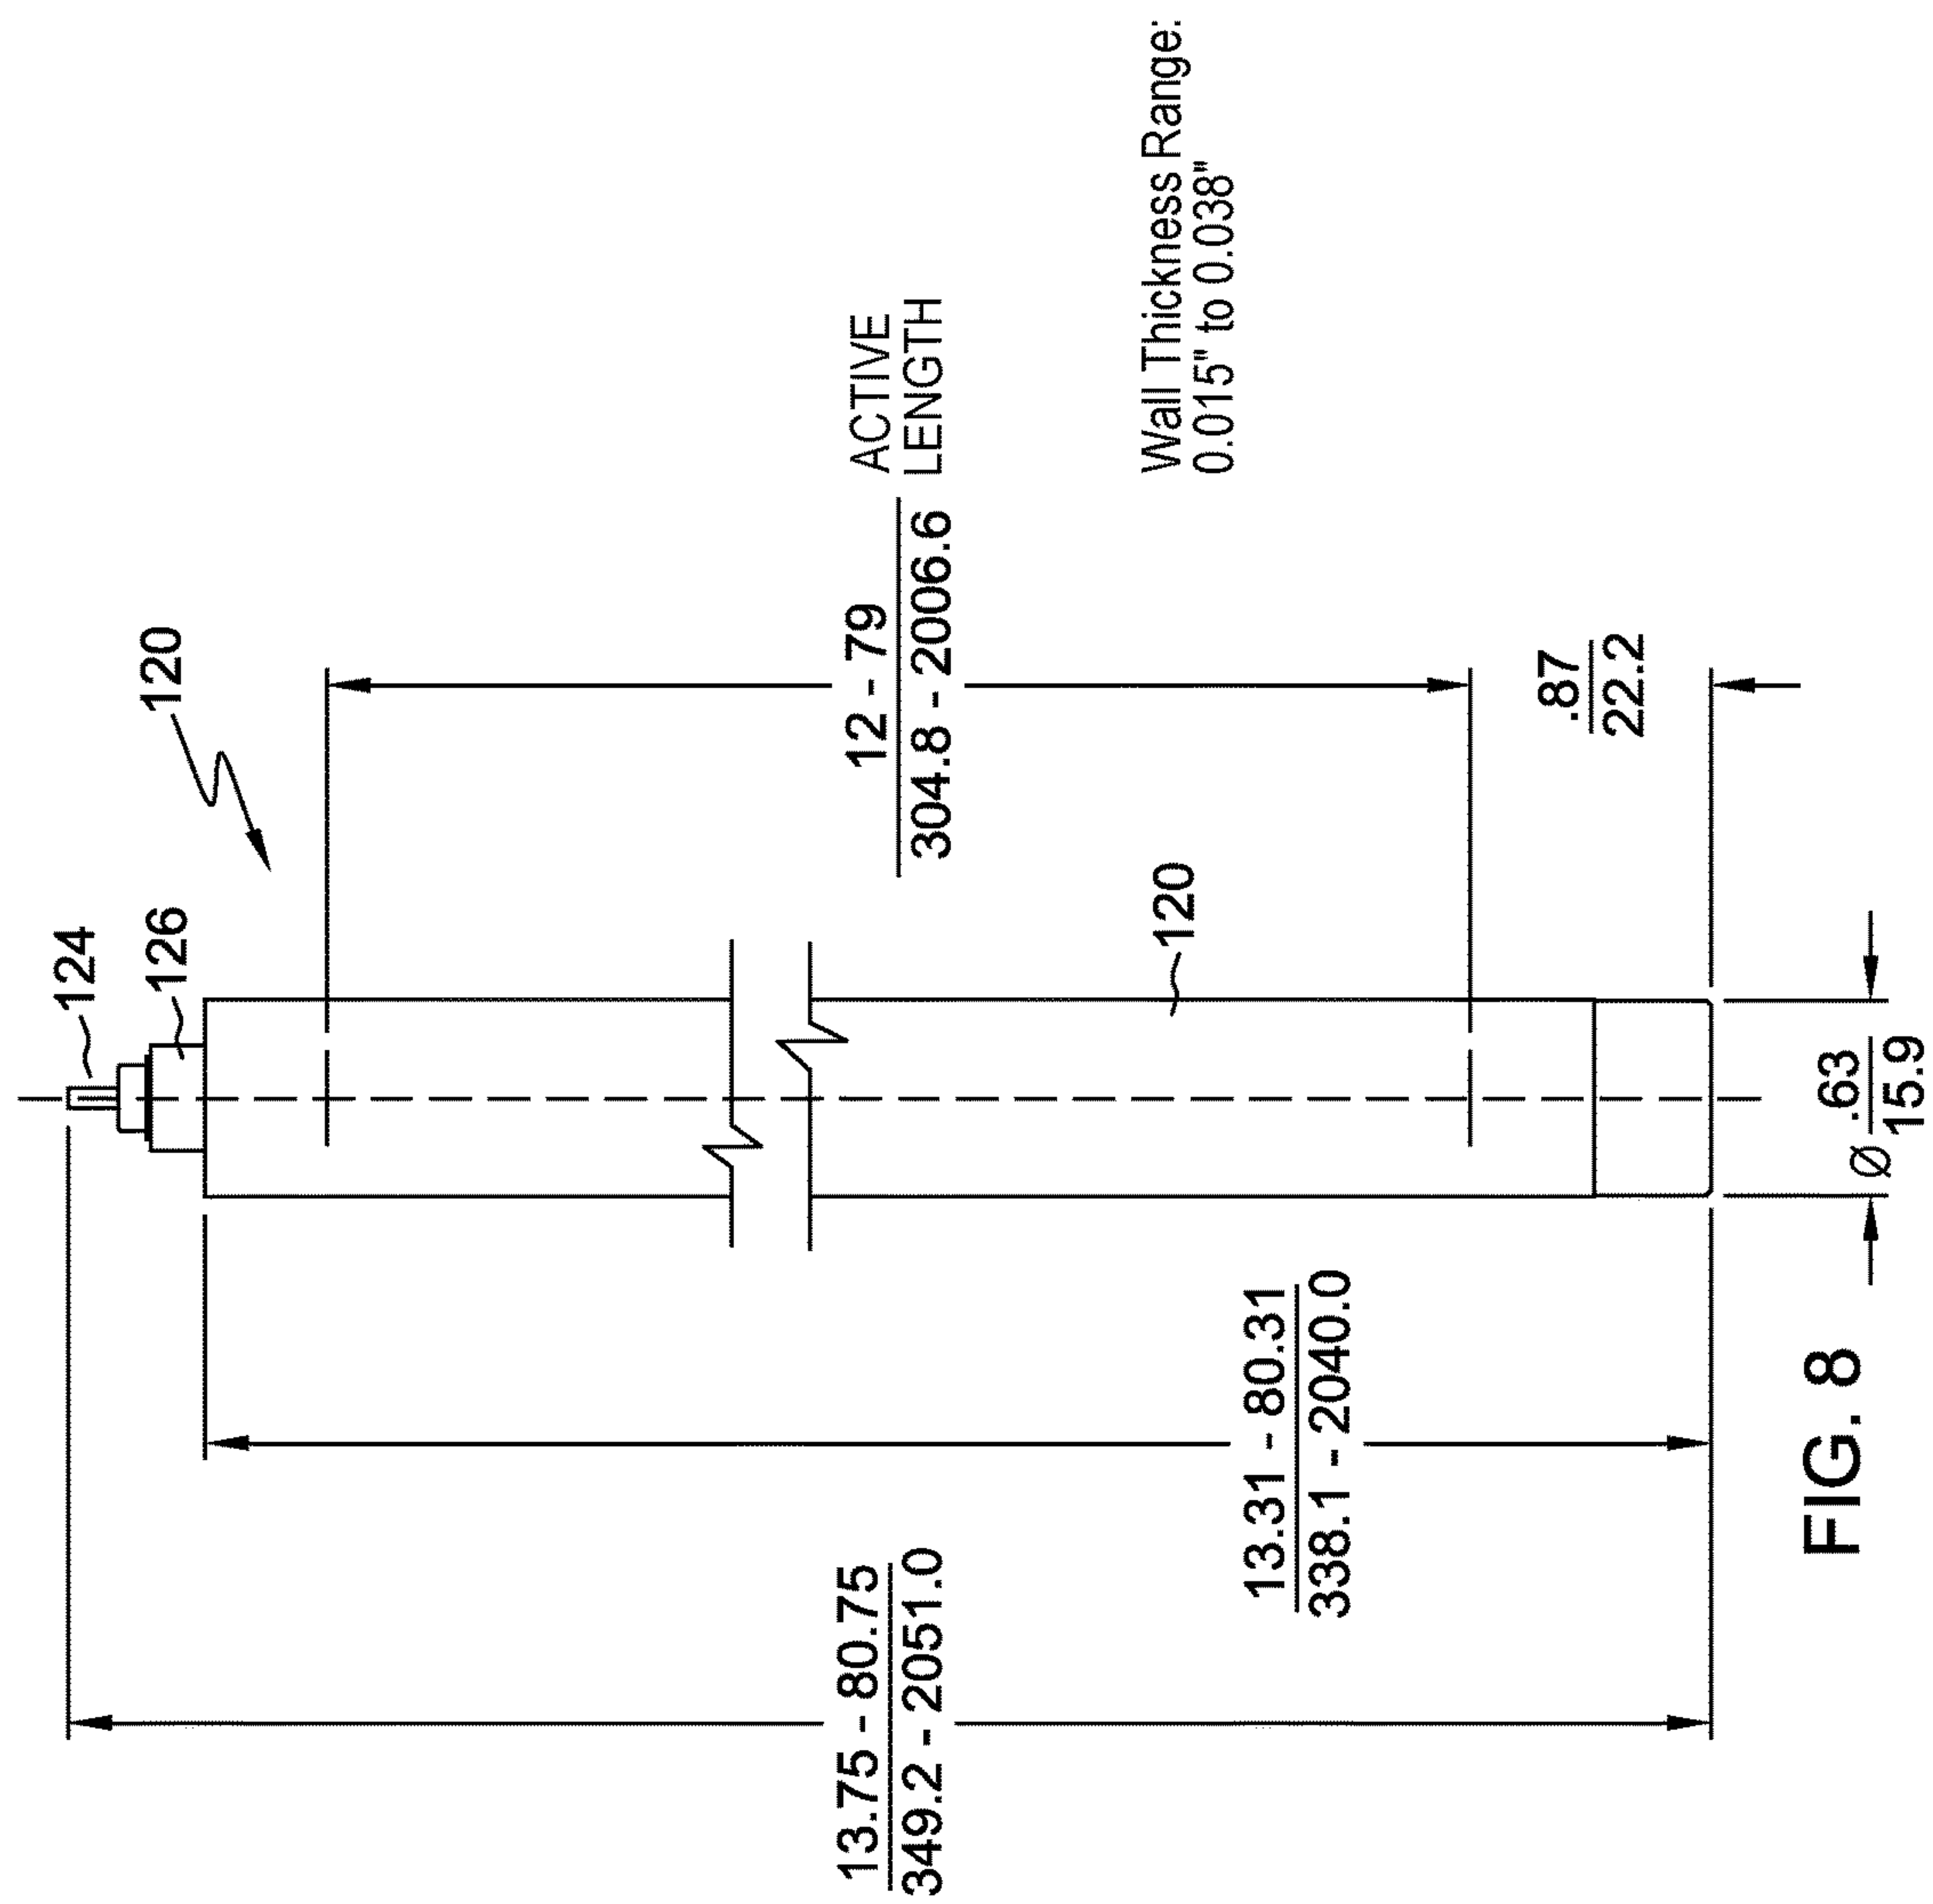 124
126
120
12 - 79
304.8 - 2006.6
ACTIVE
LENGTH
Wall Thickness Range:
0.015" to 0.038"
120
.87
22.2
Ø .63
15.9
13.31 - 80.31
338.1 - 2040.0
13.75 - 80.75
349.2 - 2051.0
FIG. 8